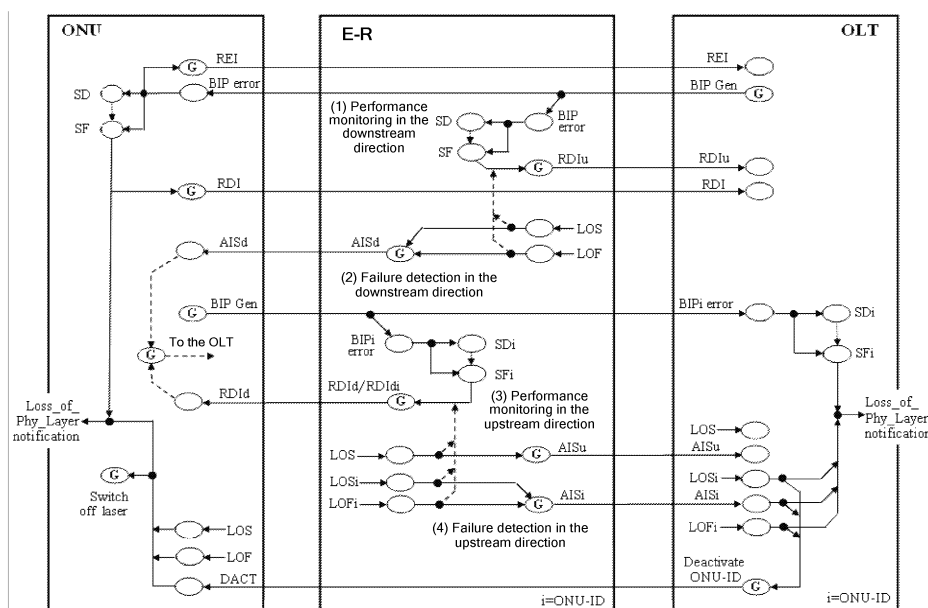 ONU
E-R
OLT
REI
REI
G
BIP error
BIP Gen
G
SD
SF
(1) Performance
monitoring in the
downstream
direction
SD
SF
BIP
error
G
RDIu
RDIu
G
RDI
RDI
LOS
LOF
AISd
AISd
G
(2) Failure detection in the
downstream direction
G
BIP Gen
BIPi error
SDi
SFi
To the OLT
G
BIPi
error
SDi
SFi
RDId
RDId/RDIdi
G
(3) Performance
monitoring in the
upstream direction
Loss_of_
Phy_Layer
notification
Loss_of_
Phy_Layer
notification
LOS
G
AISu
LOS
AISu
G
Switch
off laser
LOSi
LOFi
G
AISi
LOSi
AISi
LOFi
(4) Failure detection in the
upstream direction
LOS
LOF
DACT
Deactivate
ONU-ID
G
i=ONU-ID
i=ONU-ID